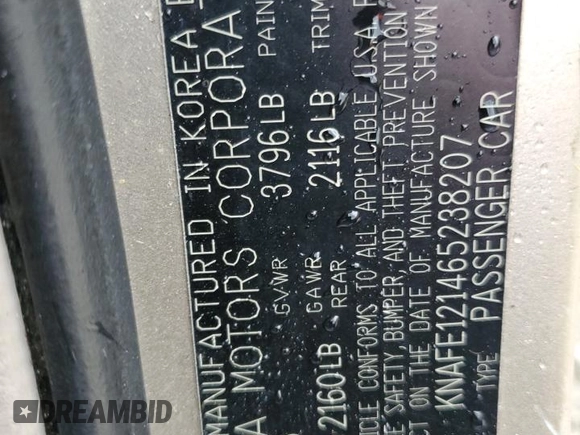 MANUFACTURED IN KOREA
A MOTORS CORPORA
GVWR 3796LB PAIN
2160LB GAWR REAR 2116LB TRIM
ICLE CONFORMS TO ALL APPLICABLE U.S.A. F
E SAFETY, BUMPER, AND THEFT PREVENTION
CT ON THE DATE OF MANUFACTURE SHOWN
KNAFE121465238207
TYPE PASSENGER CAR
DREAMBID